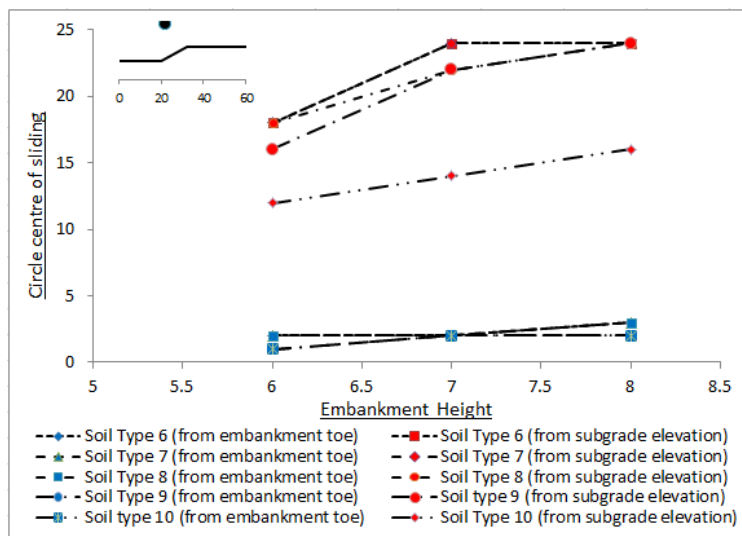 25
20
15
10
5
0
Circle centre of sliding
0 20 40 60
5 5.5 6 6.5 7 7.5 8 8.5
Embankment Height
Soil Type 6 (from embankment toe) Soil Type 6 (from subgrade elevation)
Soil Type 7 (from embankment toe) Soil Type 7 (from subgrade elevation)
Soil Type 8 (from embankment toe) Soil Type 8 (from subgrade elevation)
Soil Type 9 (from embankment toe) Soil type 9 (from subgrade elevation)
Soil type 10 (from embankment toe) Soil Type 10 (from subgrade elevation)